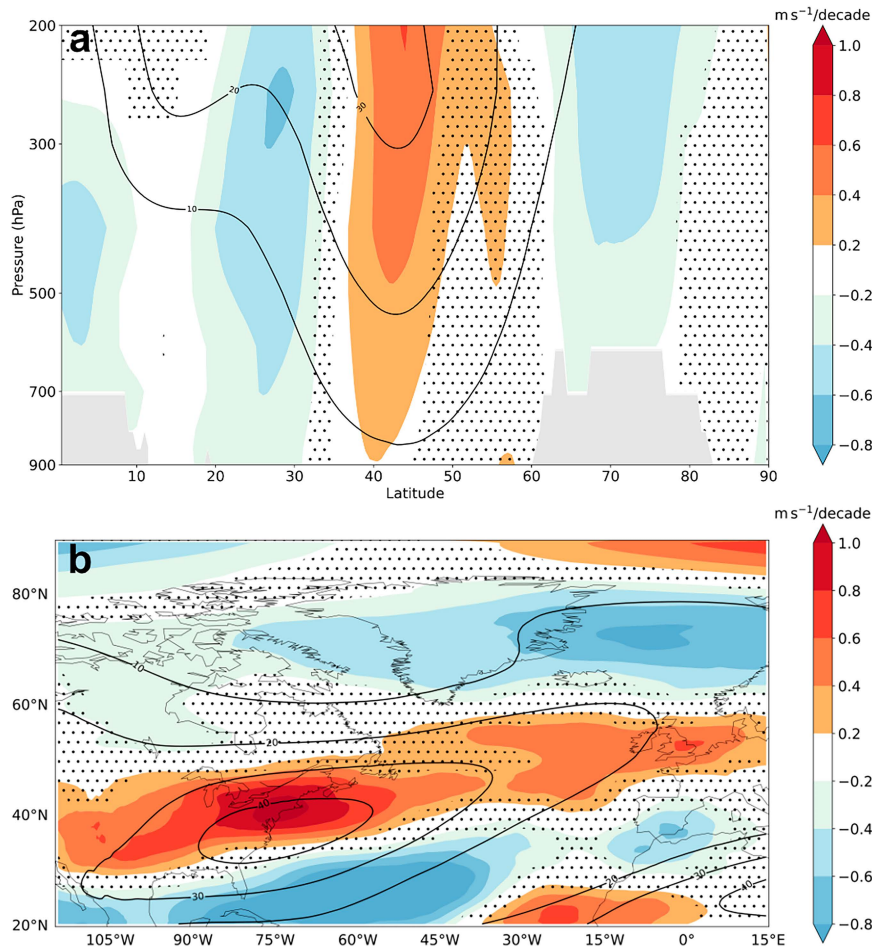 m s⁻¹/decade
200
300
500
700
900
Pressure (hPa)
a
20
30
10
10
20
30
40
50
60
70
80
90
Latitude
1.0
0.8
0.6
0.4
0.2
−0.2
−0.4
−0.6
−0.8
m s⁻¹/decade
b
80°N
60°N
40°N
20°N
10
20
40
30
20
30
40
105°W
90°W
75°W
60°W
45°W
30°W
15°W
0°
15°E
1.0
0.8
0.6
0.4
0.2
−0.2
−0.4
−0.6
−0.8